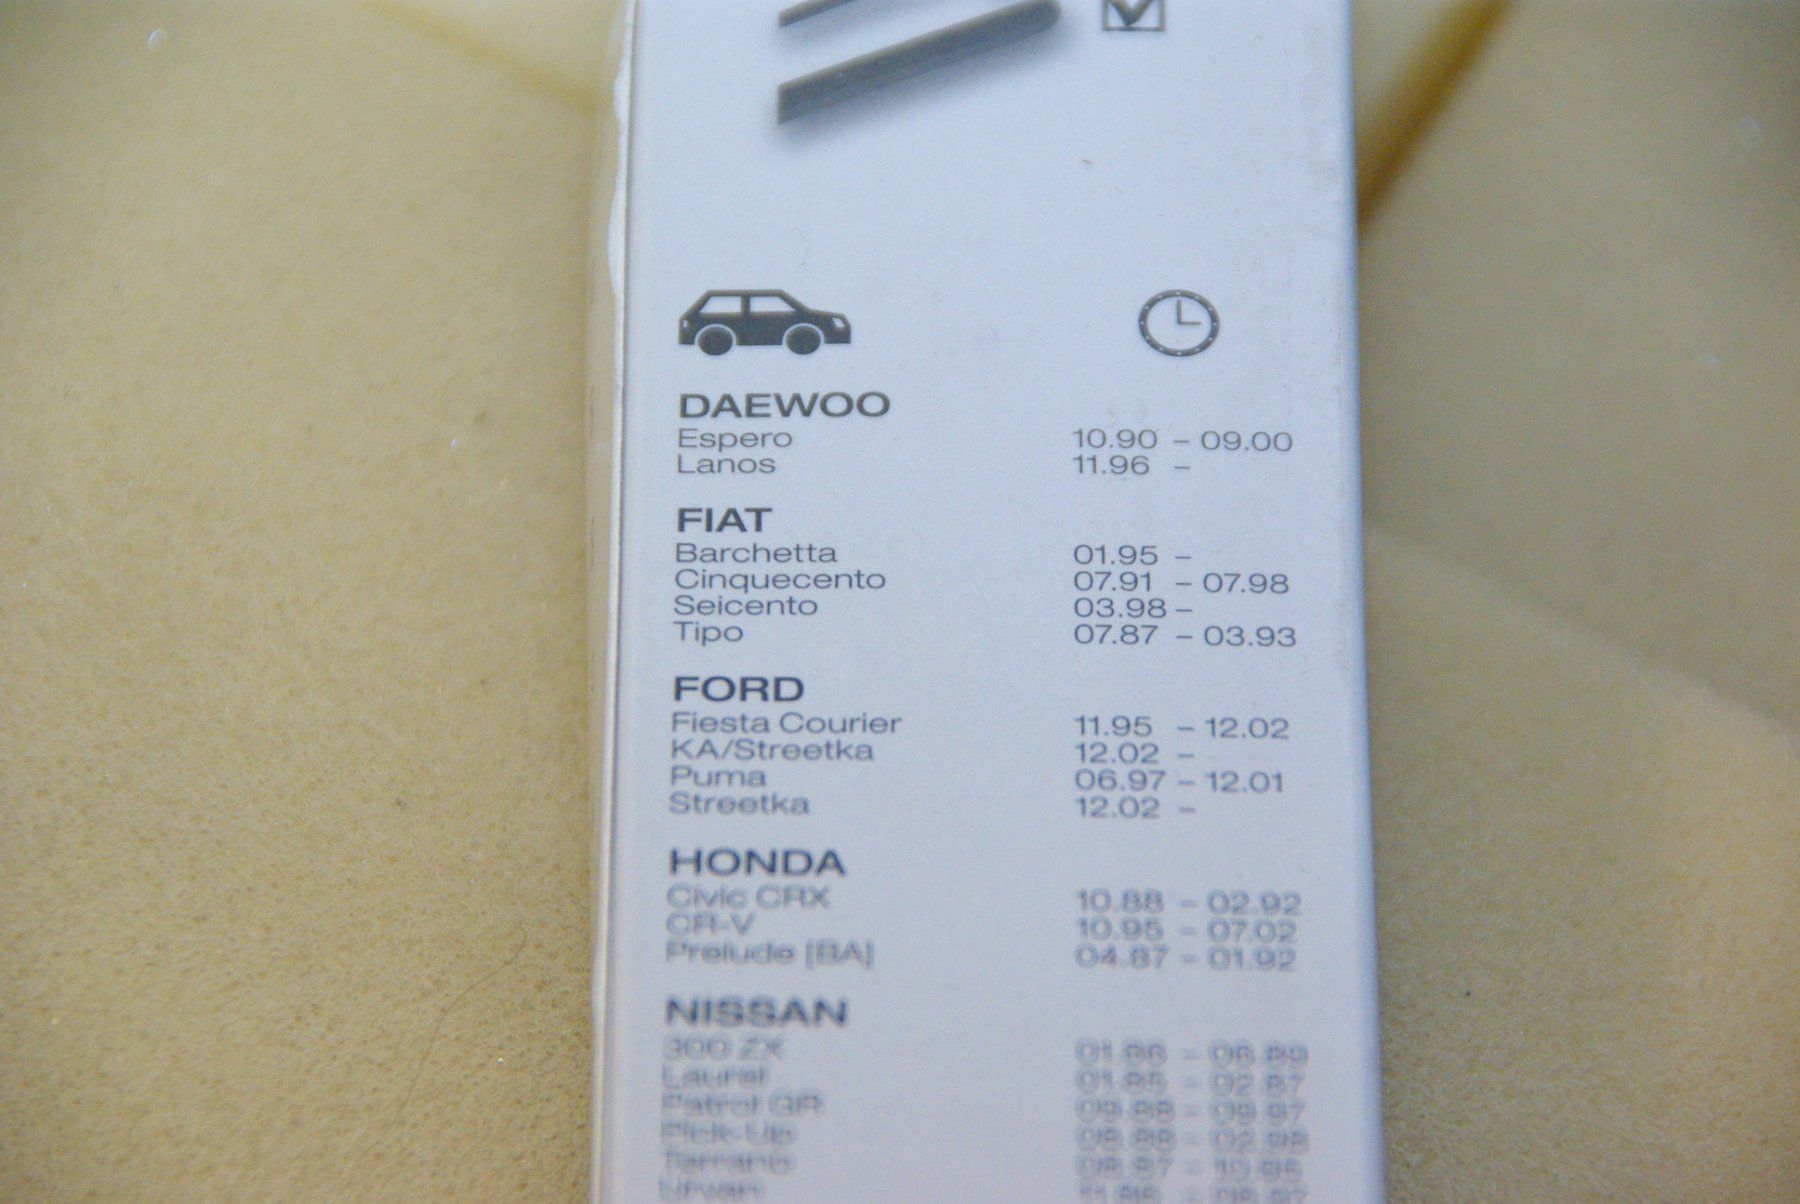 DAEWOO
Espero 10.90 – 09.00
Lanos 11.96 –
FIAT
Barchetta 01.95 –
Cinquecento 07.91 – 07.98
Seicento 03.98 –
Tipo 07.87 – 03.93
FORD
Fiesta Courier 11.95 – 12.02
KA/Streetka 12.02 –
Puma 06.97 – 12.01
Streetka 12.02 –
HONDA
Civic CRX 10.88 – 02.92
CR-V 10.95 – 07.02
Prelude [BA] 04.87 – 01.92
NISSAN
300 ZX
Laurel
Patrol GR
Pick-Up
Terrano
Urvan